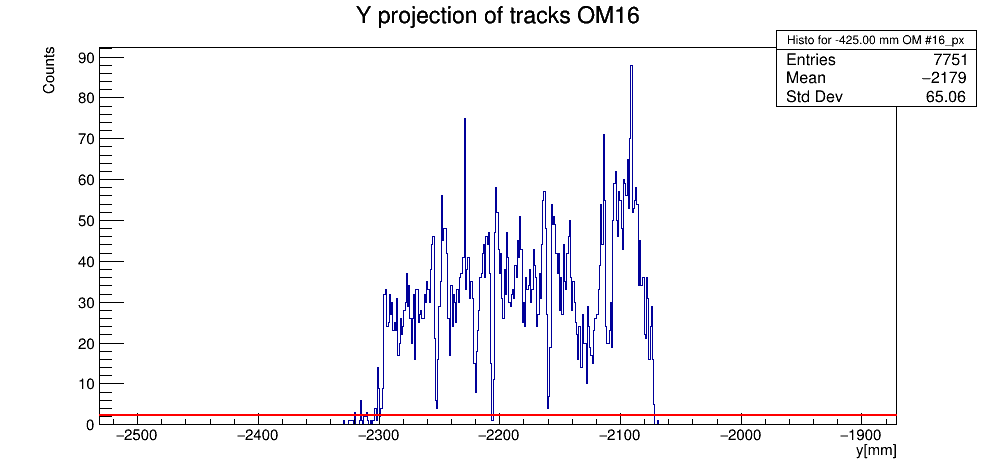 Y projection of tracks OM16
Histo for -425.00 mm OM #16_px
Entries 7751
Mean −2179
Std Dev 65.06
Counts
90
80
70
60
50
40
30
20
10
0
−2500 −2400 −2300 −2200 −2100 −2000 −1900
y[mm]